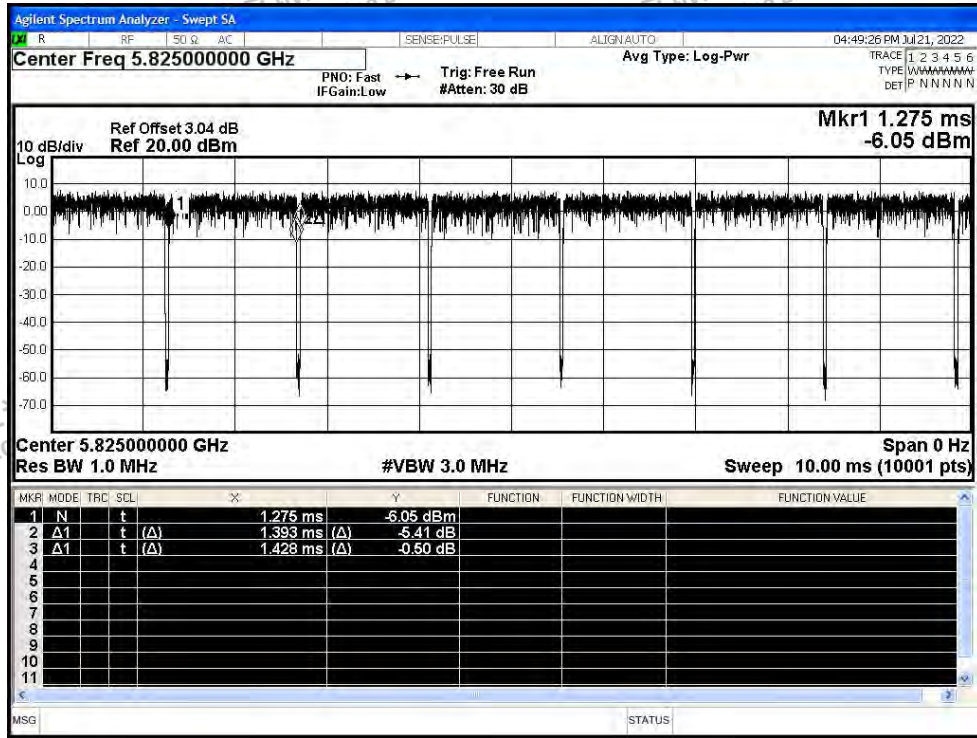 Agilent Spectrum Analyzer - Swept SA
LXI R RF 50 Ω AC SENSE:PULSE ALIGN AUTO 04:49:26 PM Jul 21, 2022
Center Freq 5.825000000 GHz
Avg Type: Log-Pwr
TRACE 1 2 3 4 5 6
TYPE WWWWWW
DET P N N N N N
PNO: Fast
IFGain:Low
Trig: Free Run
#Atten: 30 dB
Mkr1 1.275 ms
-6.05 dBm
Ref Offset 3.04 dB
10 dB/div Ref 20.00 dBm
Log
10.0
0.00
-10.0
-20.0
-30.0
-40.0
-50.0
-60.0
-70.0
1
Center 5.825000000 GHz Span 0 Hz
Res BW 1.0 MHz #VBW 3.0 MHz Sweep 10.00 ms (10001 pts)
MKR MODE TRC SCL X Y FUNCTION FUNCTION WIDTH FUNCTION VALUE
1 N t 1.275 ms -6.05 dBm
2 Δ1 t (Δ) 1.393 ms (Δ) -5.41 dB
3 Δ1 t (Δ) 1.428 ms (Δ) -0.50 dB
4
5
6
7
8
9
10
11
MSG STATUS